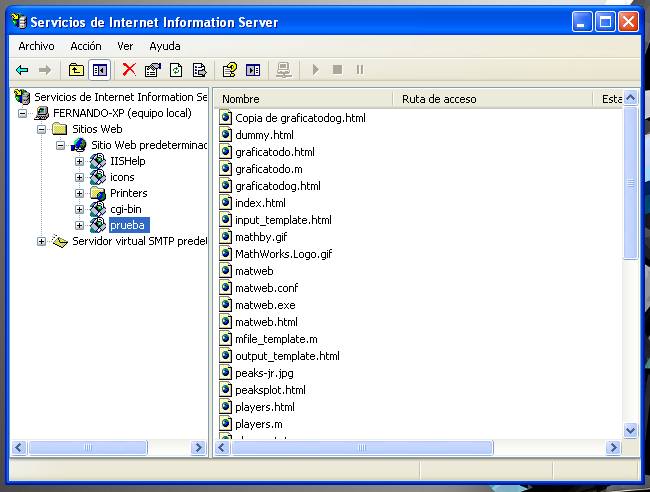 Servicios de Internet Information Server
Archivo Acción Ver Ayuda
Servicios de Internet Information Se
FERNANDO-XP (equipo local)
Sitios Web
Sitio Web predeterminad
IISHelp
icons
Printers
cgi-bin
prueba
Servidor virtual SMTP predet
Nombre Ruta de acceso Esta
Copia de graficatodog.html
dummy.html
graficatodo.html
graficatodo.m
graficatodog.html
index.html
input_template.html
mathby.gif
MathWorks.Logo.gif
matweb
matweb.conf
matweb.exe
matweb.html
mfile_template.m
output_template.html
peaks-jr.jpg
peaksplot.html
players.html
players.m